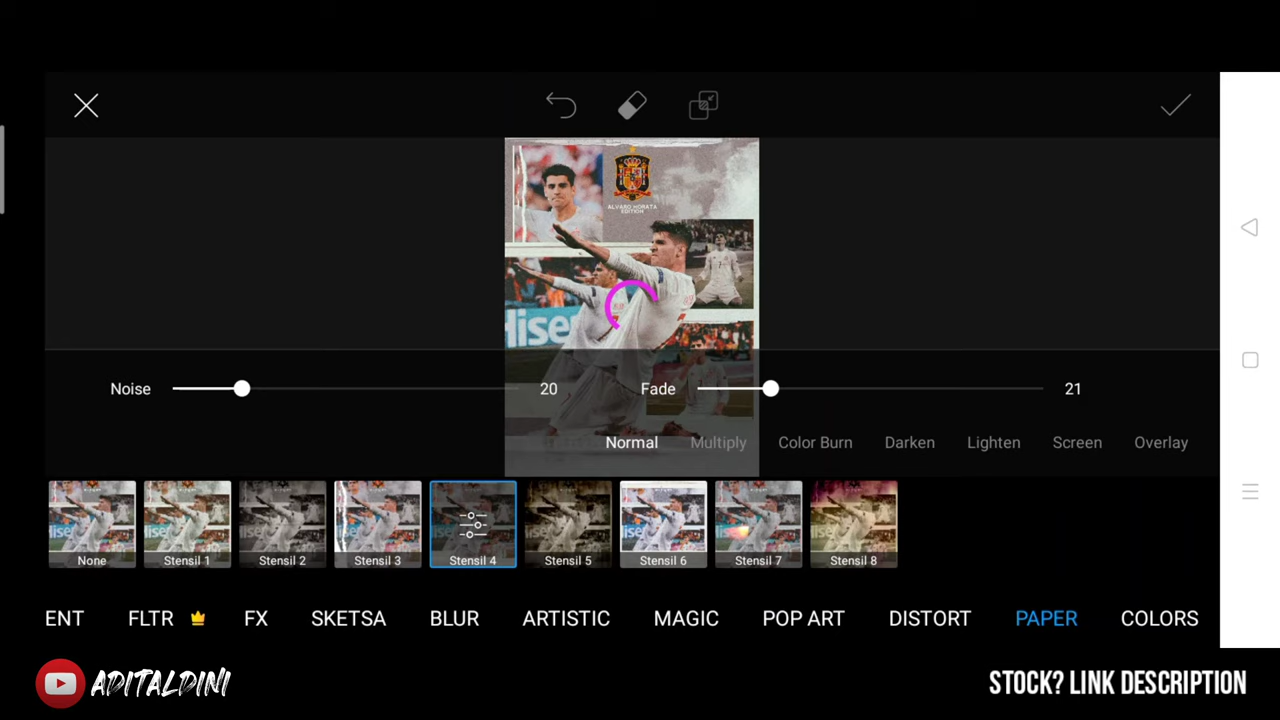 ALVARO HORATA
EDITION
Hise
Noise 20 Fade 21
Normal Multiply Color Burn Darken Lighten Screen Overlay
None Stensil 1 Stensil 2 Stensil 3 Stensil 4 Stensil 5 Stensil 6 Stensil 7 Stensil 8
ENT FLTR FX SKETSA BLUR ARTISTIC MAGIC POP ART DISTORT PAPER COLORS
ADITALDINI
STOCK? LINK DESCRIPTION